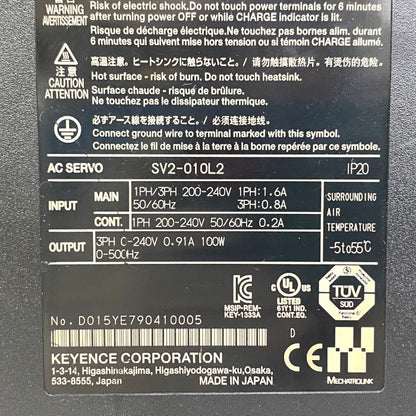 WARNING
AVERTISSEMENT
Risk of electric shock. Do not touch power terminals for 6 minutes
after turning power OFF or while CHARGE indicator is lit.
Risque de décharge électrique. Ne pas toucher les bornes pendant
6 minutes qui suivent mise hors tension/si CHARGE allumé.
注意
CAUTION
ATTENTION
高温注意。ヒートシンクに触らないこと。/请勿触摸散热片。有烫伤的危险。
Hot surface - risk of burn. Do not touch heatsink.
Surface chaude - risque de brûlure.
Ne pas touchez le dissipateur thermique.
必ずアース線を接続すること。/必须连接地线。
Connect ground wire to terminal marked with this symbol.
Connectez le fil de mise à la terre à la borne repérée par ce symbole.
AC SERVO SV2-010L2 IP20
INPUT MAIN 1PH/3PH 200-240V 1PH:1.6A
50/60Hz 3PH:0.8A
CONT. 1PH 200-240V 50/60Hz 0.2A
OUTPUT 3PH 0-240V 0.91A 100W
0-500Hz
SURROUNDING
AIR
TEMPERATURE
-5to55℃
MSIP-REM-
KEY-1333A
c UL US
LISTED
61Y1 IND.CONT.EQ.
TÜV
SÜD
No. D015YE790410005
D
CE
MECHATROLINK
KEYENCE CORPORATION
1-3-14, Higashinakajima, Higashiyodogawa-ku, Osaka,
533-8555, Japan MADE IN JAPAN